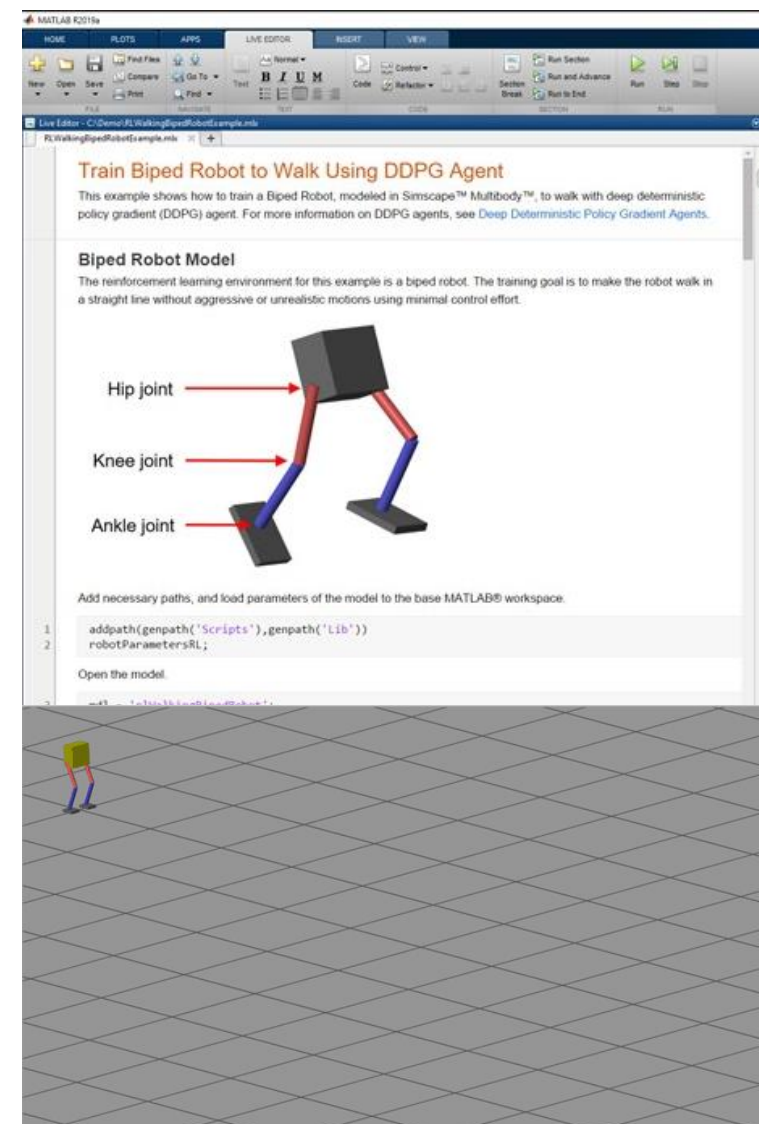 MATLAB R2019a
HOME PLOTS APPS LIVE EDITOR INSERT VIEW
Find Files Normal Control Run Section
New Open Save Compare Go To Text B I U M Code Refactor Section Break Run and Advance Run Step Stop
Print Find Run to End
FILE NAVIGATE TEXT CODE SECTION RUN
Live Editor - C:\Demo\RLWalkingBipedRobotExample.mlx
RLWalkingBipedRobotExample.mlx × +
Train Biped Robot to Walk Using DDPG Agent
This example shows how to train a Biped Robot, modeled in Simscape™ Multibody™, to walk with deep deterministic
policy gradient (DDPG) agent. For more information on DDPG agents, see Deep Deterministic Policy Gradient Agents.
Biped Robot Model
The reinforcement learning environment for this example is a biped robot. The training goal is to make the robot walk in
a straight line without aggressive or unrealistic motions using minimal control effort.
Hip joint
Knee joint
Ankle joint
Add necessary paths, and load parameters of the model to the base MATLAB® workspace.
1 addpath(genpath('Scripts'),genpath('Lib'))
2 robotParametersRL;
Open the model.